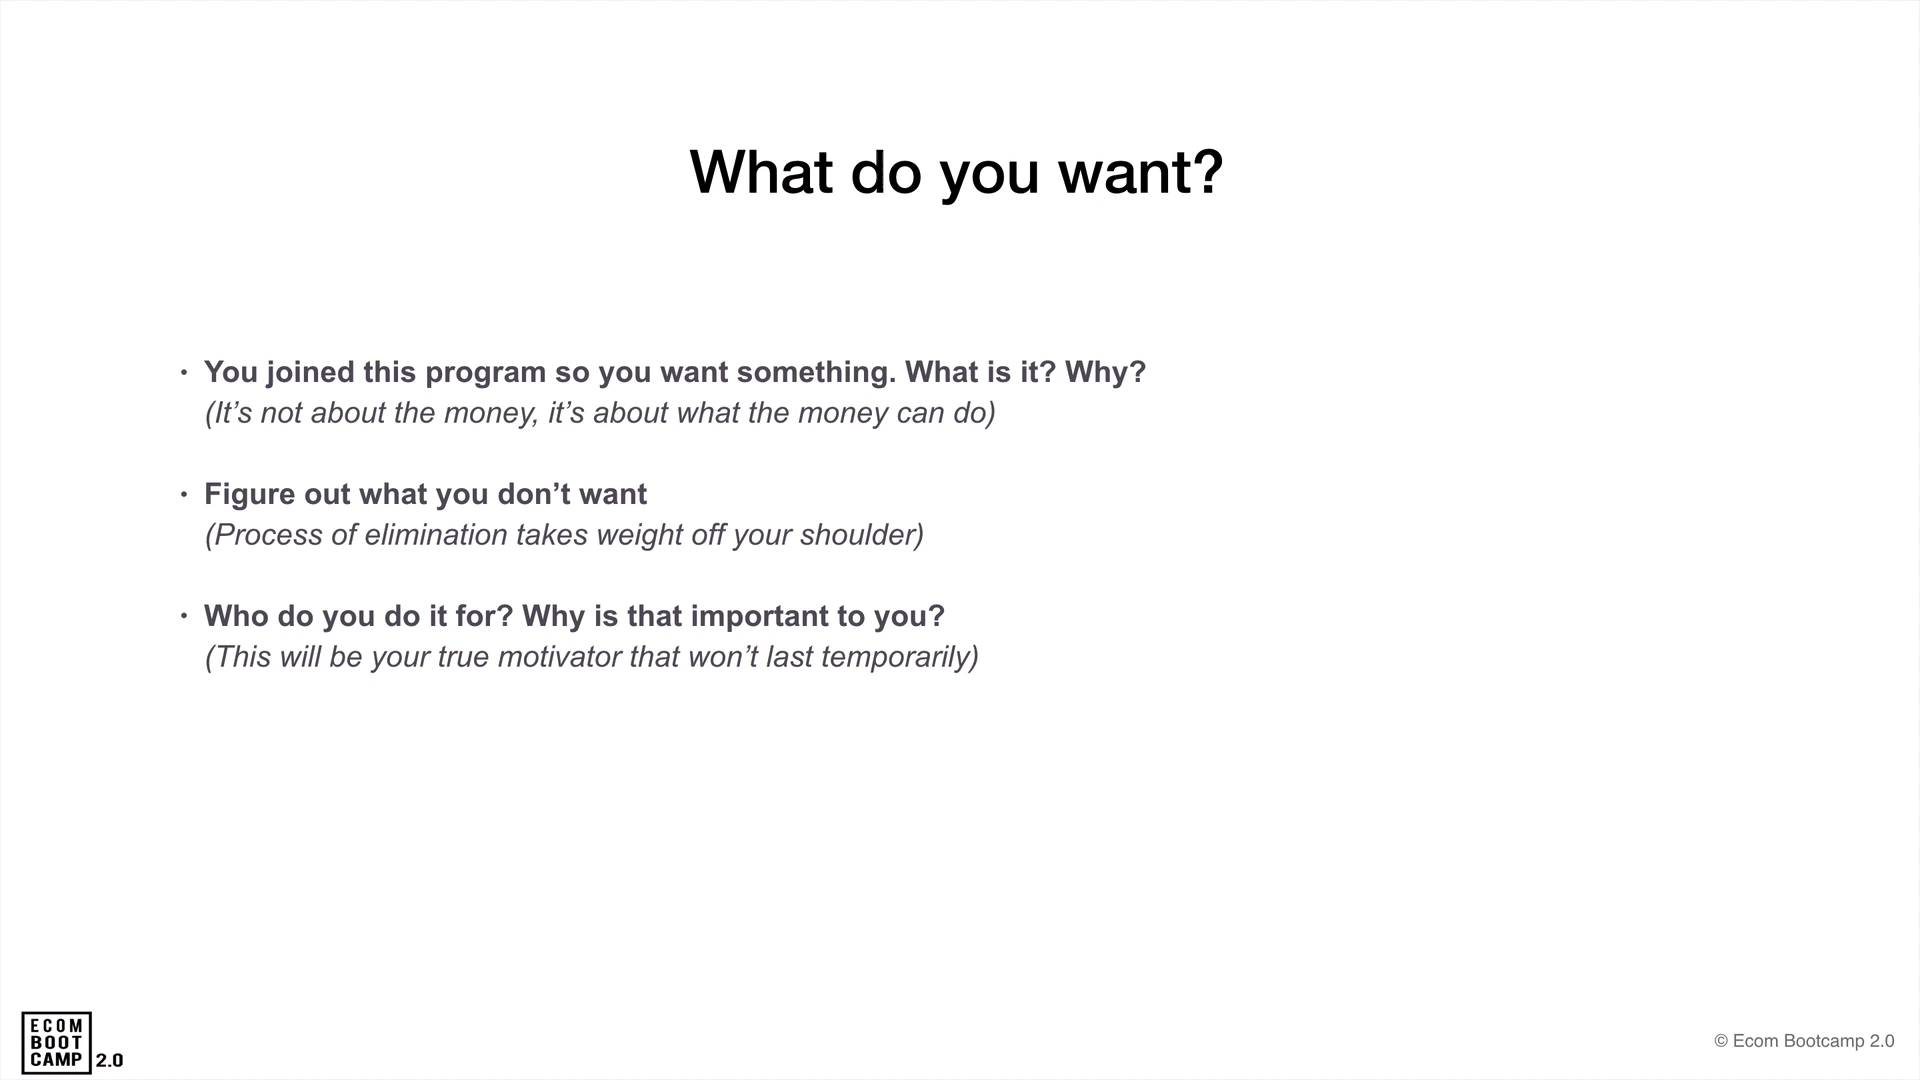 What do you want?
· You joined this program so you want something. What is it? Why?
(It’s not about the money, it’s about what the money can do)
· Figure out what you don’t want
(Process of elimination takes weight off your shoulder)
· Who do you do it for? Why is that important to you?
(This will be your true motivator that won’t last temporarily)
ECOM
BOOT
CAMP 2.0
© Ecom Bootcamp 2.0